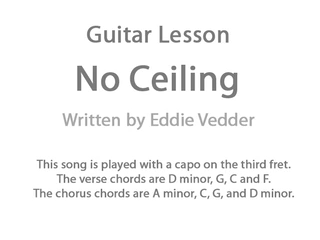 Guitar Lesson
No Ceiling
Written by Eddie Vedder
This song is played with a capo on the third fret.
The verse chords are D minor, G, C and F.
The chorus chords are A minor, C, G, and D minor.